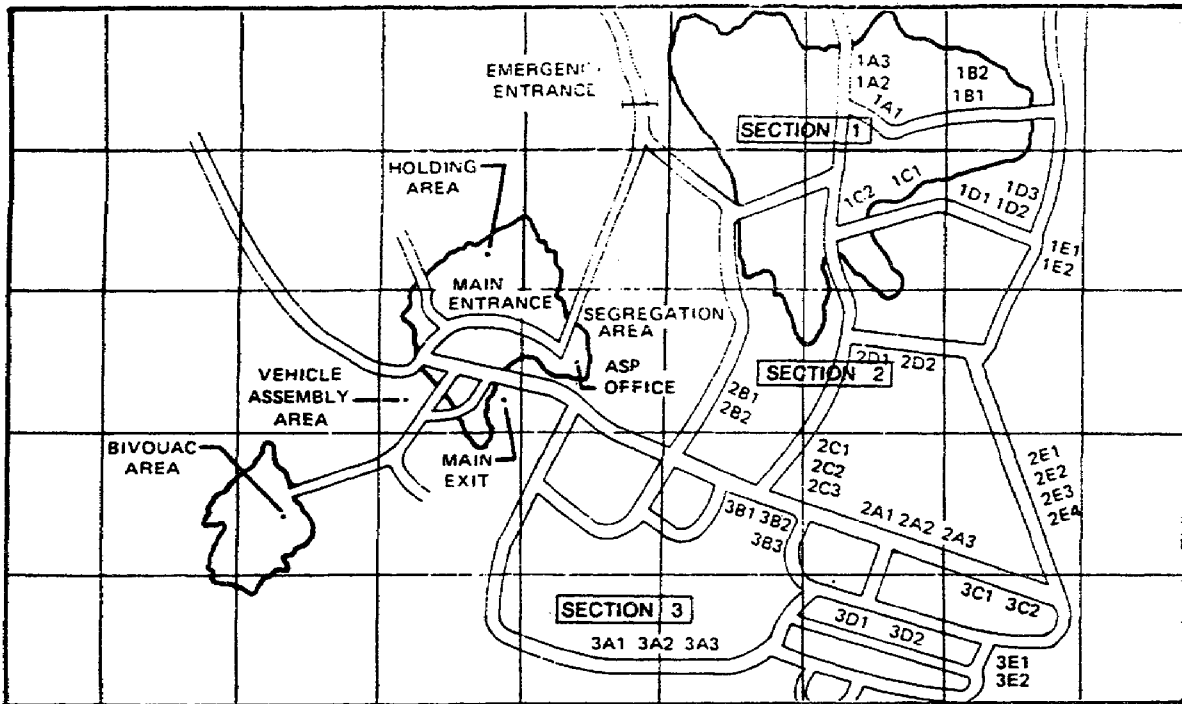 EMERGENC
ENTRANCE
1A3
1A2
1A1
1B2
1B1
SECTION 1
HOLDING
AREA
1C2 1C1
1D3
1D1 1D2
1E1
1E2
MAIN
ENTRANCE
SEGREGATION
AREA
ASP
OFFICE
2D1 2D2
SECTION 2
VEHICLE
ASSEMBLY
AREA
2B1
2B2
BIVOUAC
AREA
MAIN
EXIT
2C1
2C2
2C3
2E1
2E2
2E3
2E4
2A1 2A2 2A3
3B1 3B2
3B3
3C1 3C2
SECTION 3
3D1 3D2
3A1 3A2 3A3
3E1
3E2